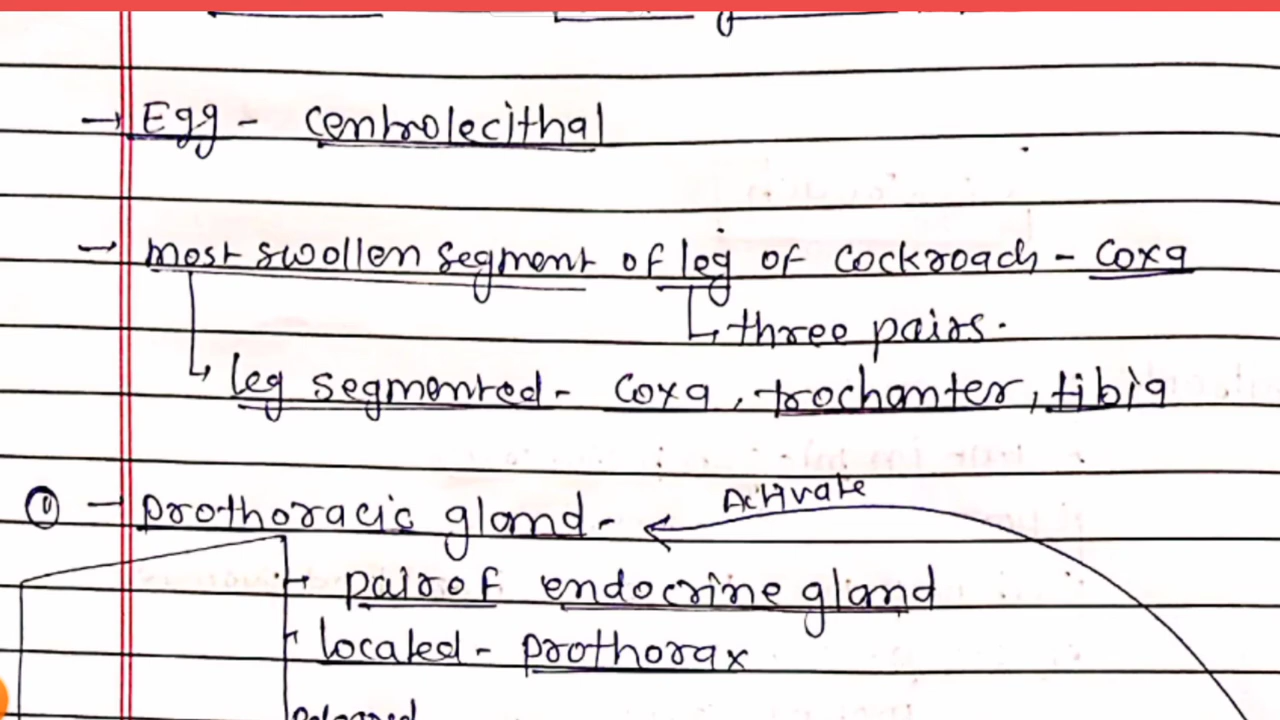 → Egg - centrolecithal
→ most swollen segment of leg of cockroach - coxa
↳ three pairs.
↳ leg segmented - coxa, trochanter, tibia
① - prothoracic gland - ← Activate
→ pair of endocrine gland
located - prothorax
Released